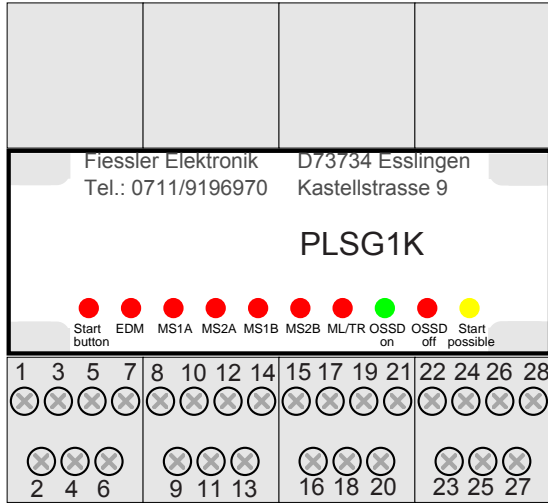 Fiessler Elektronik D73734 Esslingen
Tel.: 0711/9196970 Kastellstrasse 9
PLSG1K
Start button EDM MS1A MS2A MS1B MS2B ML/TR OSSD on OSSD off Start possible
1 3 5 7 8 10 12 14 15 17 19 21 22 24 26 28
2 4 6 9 11 13 16 18 20 23 25 27